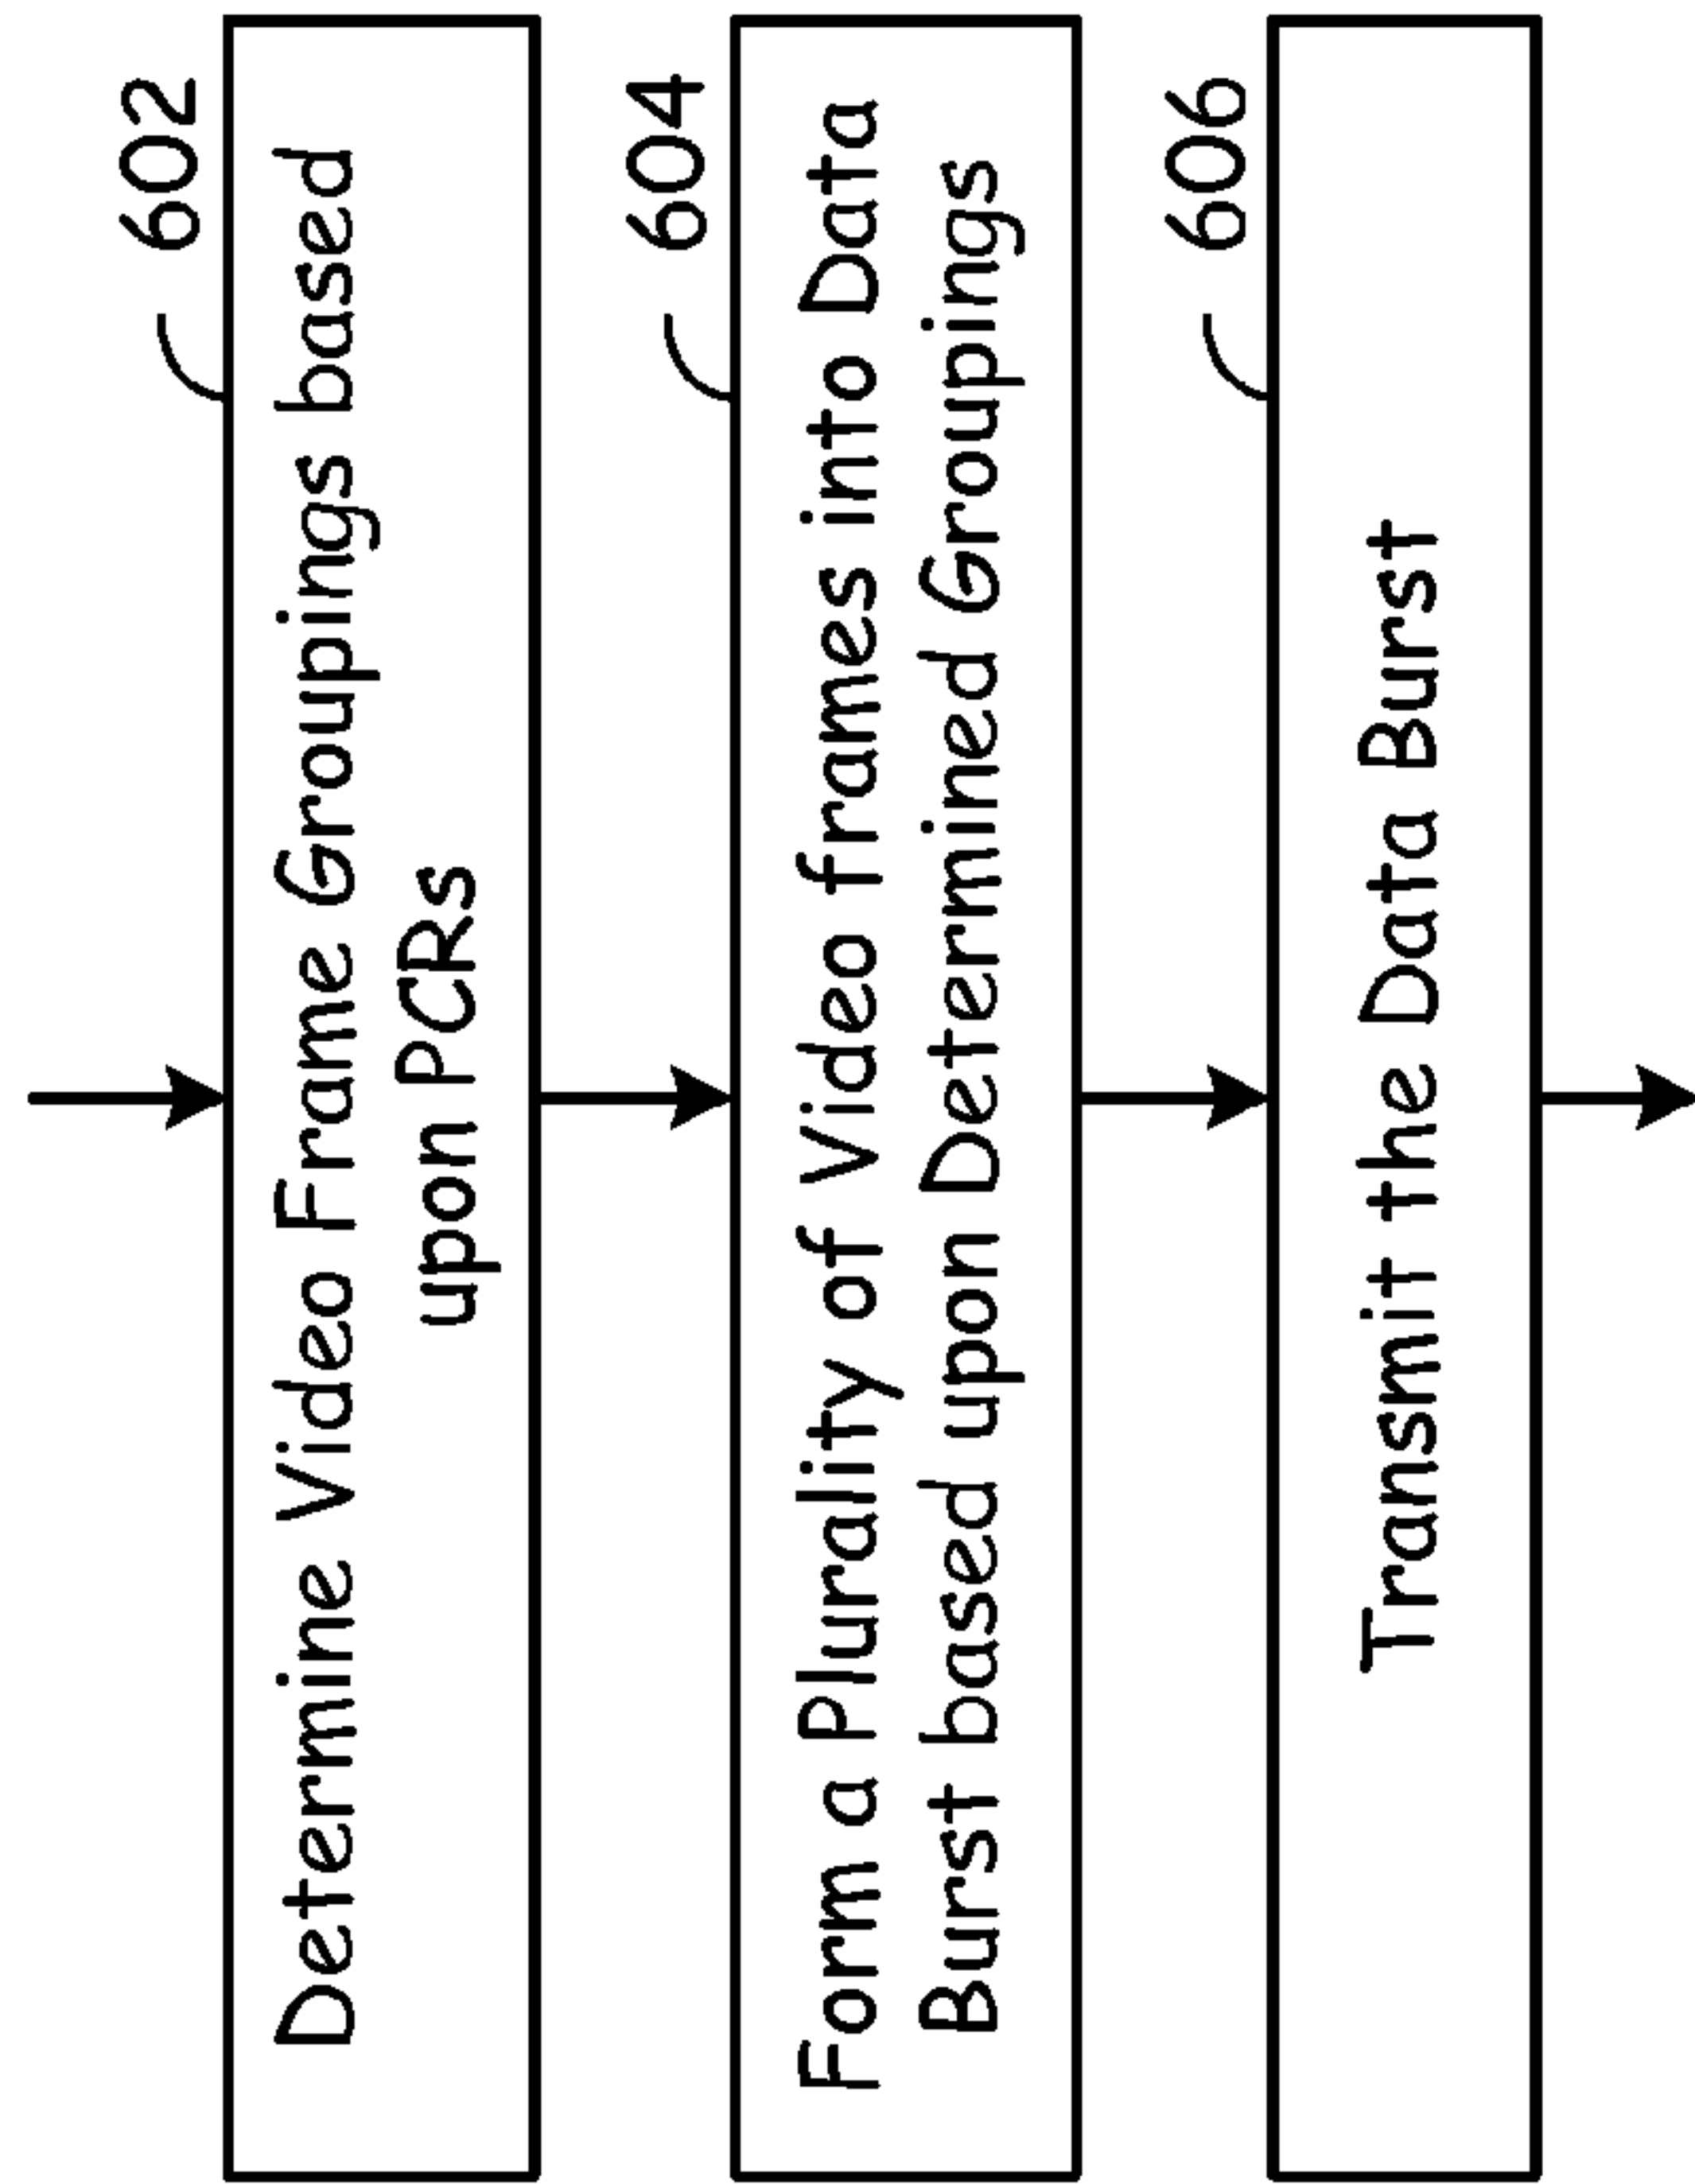 602
Determine Video Frame Groupings based
upon PCRs
604
Form a Plurality of Video frames into Data
Burst based upon Determined Groupings
606
Transmit the Data Burst